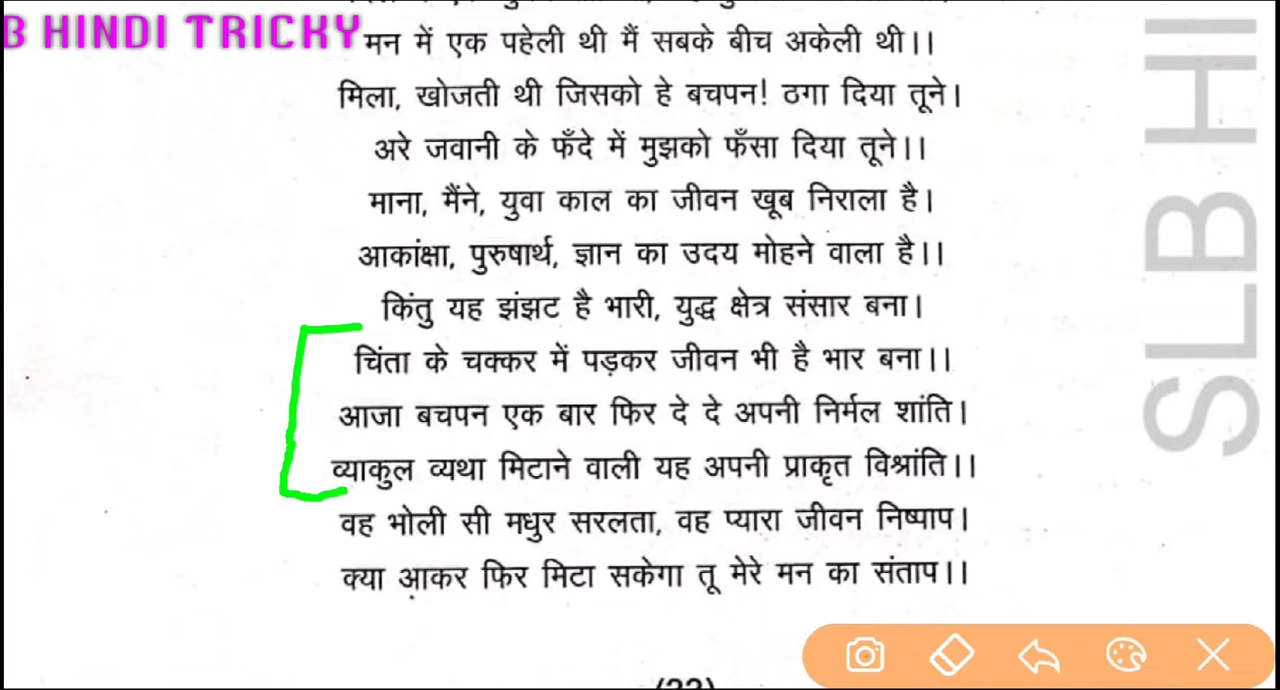 B HINDI TRICKY
मन में एक पहेली थी मैं सबके बीच अकेली थी।।
मिला, खोजती थी जिसको हे बचपन! ठगा दिया तूने।
अरे जवानी के फँदे में मुझको फँसा दिया तूने।।
माना, मैंने, युवा काल का जीवन खूब निराला है।
आकांक्षा, पुरुषार्थ, ज्ञान का उदय मोहने वाला है।।
किंतु यह झंझट है भारी, युद्ध क्षेत्र संसार बना।
चिंता के चक्कर में पड़कर जीवन भी है भार बना।।
आजा बचपन एक बार फिर दे दे अपनी निर्मल शांति।
व्याकुल व्यथा मिटाने वाली यह अपनी प्राकृत विश्रांति।।
वह भोली सी मधुर सरलता, वह प्यारा जीवन निष्पाप।
क्या आकर फिर मिटा सकेगा तू मेरे मन का संताप।।
SLB HI